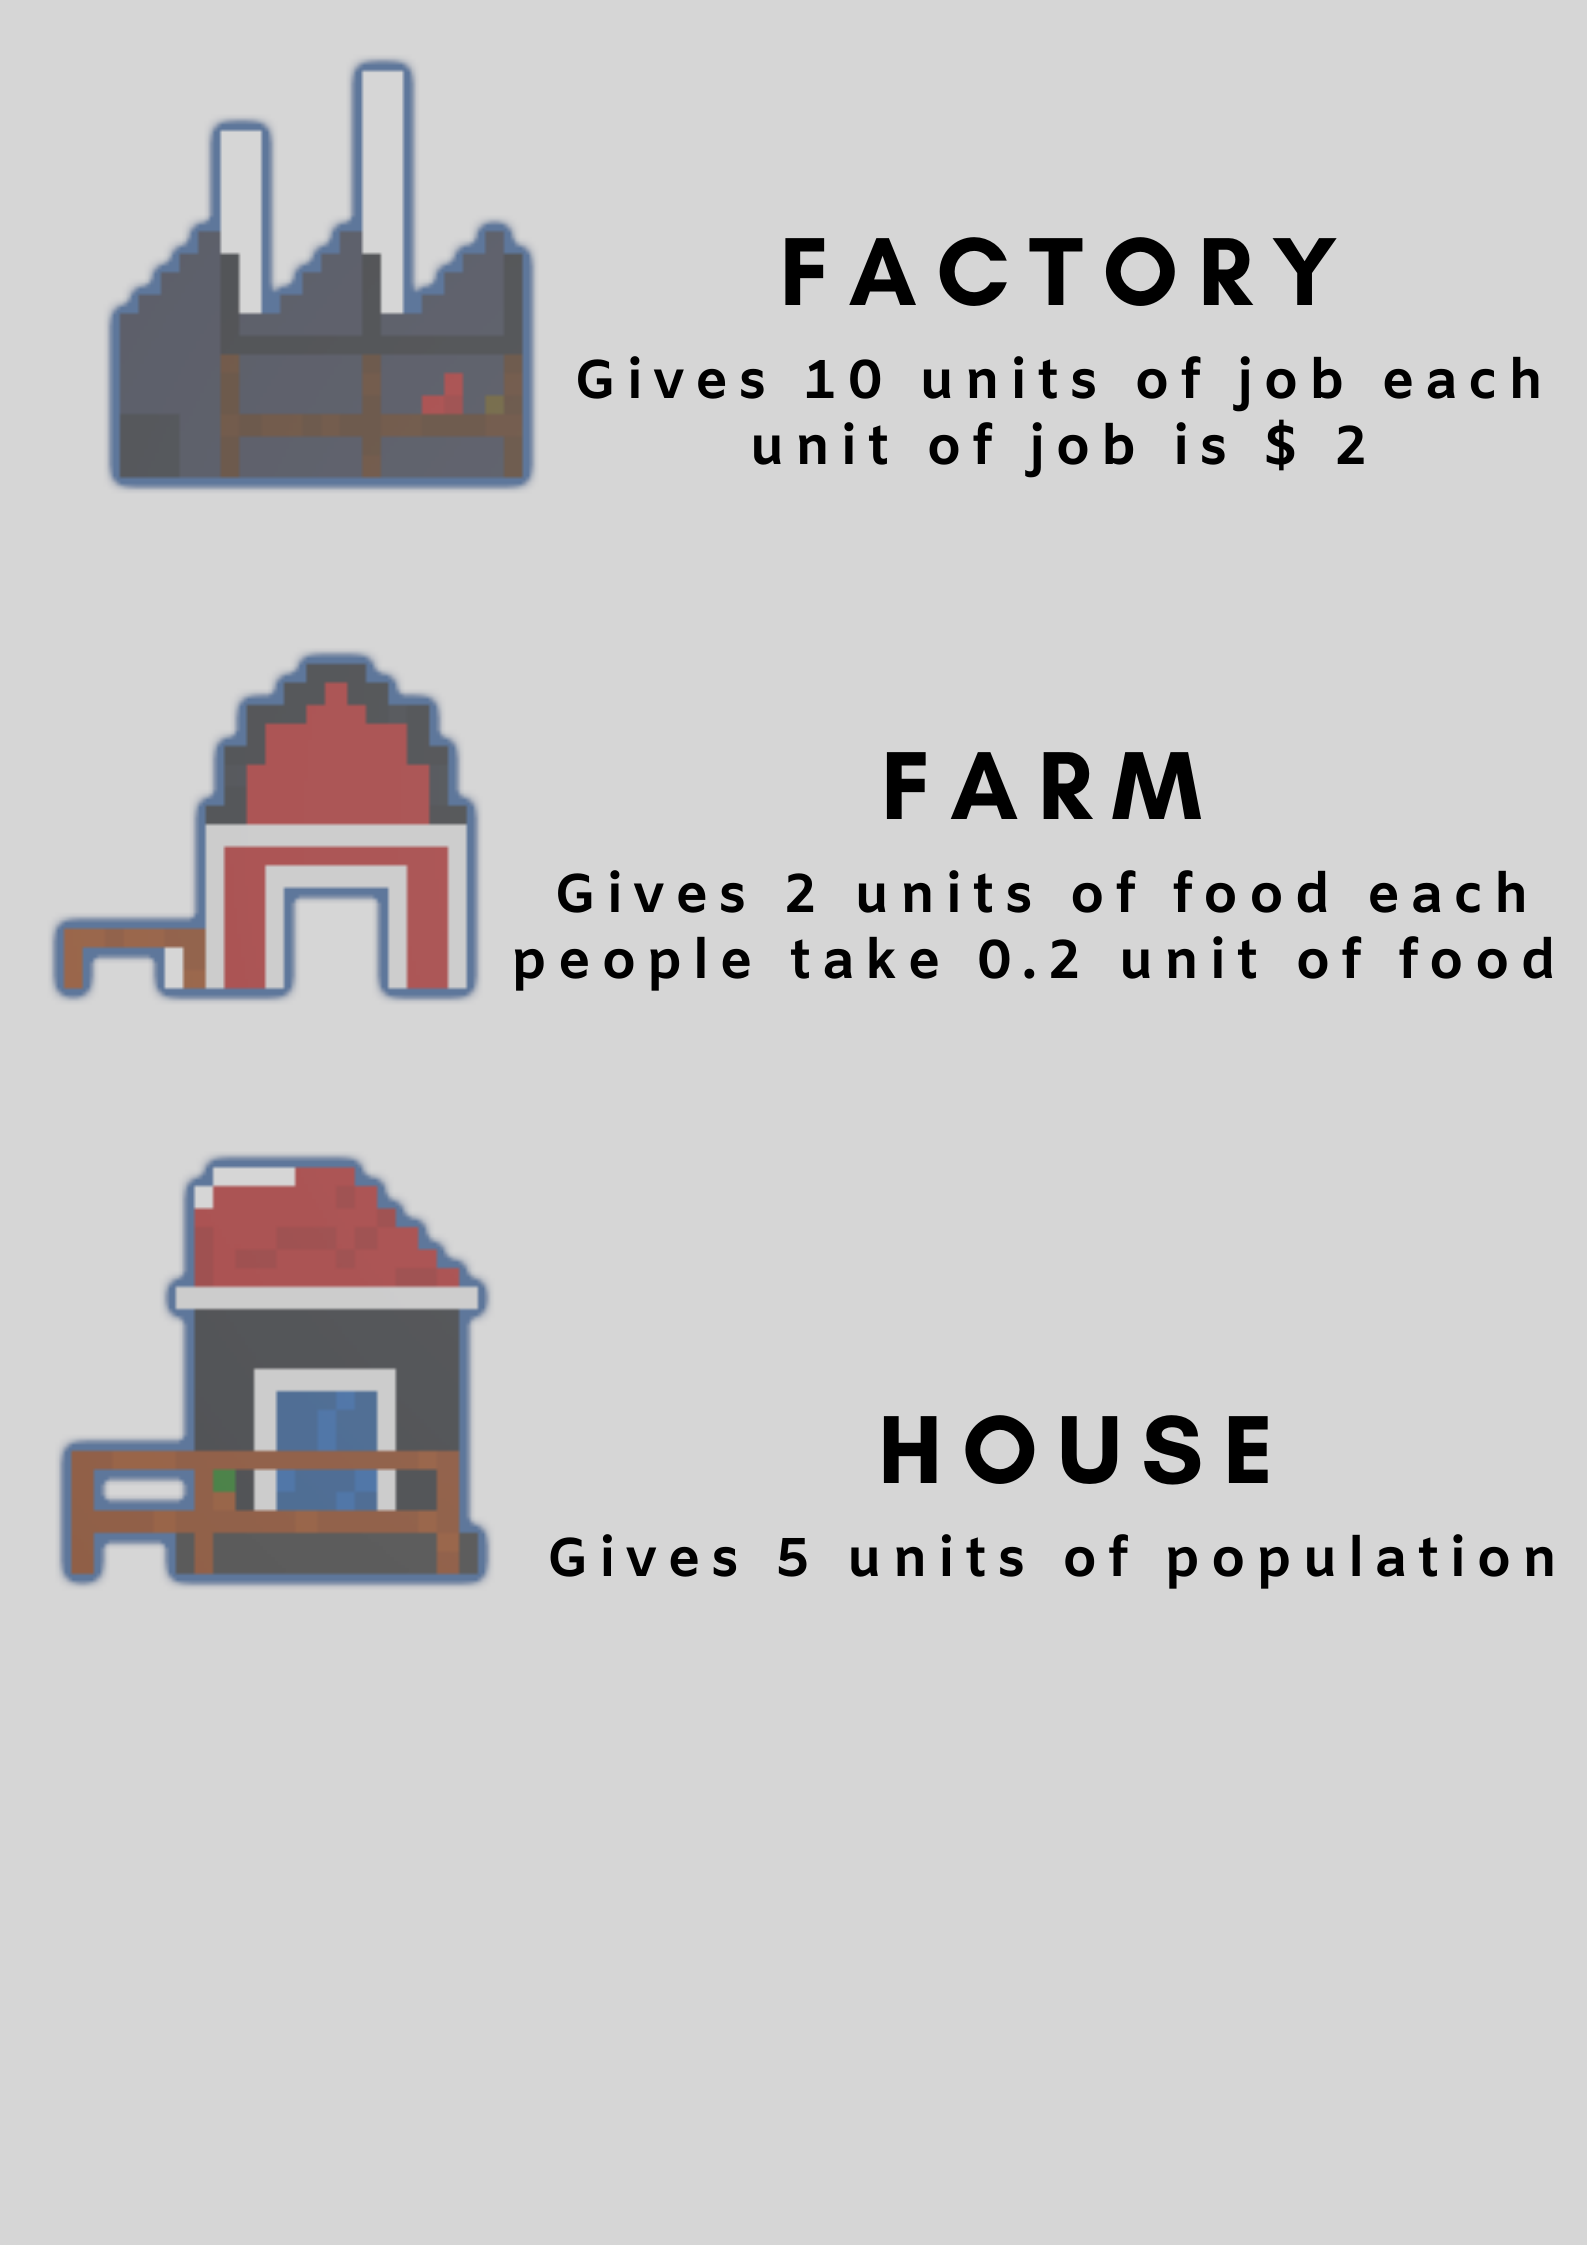 FACTORY
Gives 10 units of job each
unit of job is $ 2
FARM
Gives 2 units of food each
people take 0.2 unit of food
HOUSE
Gives 5 units of population